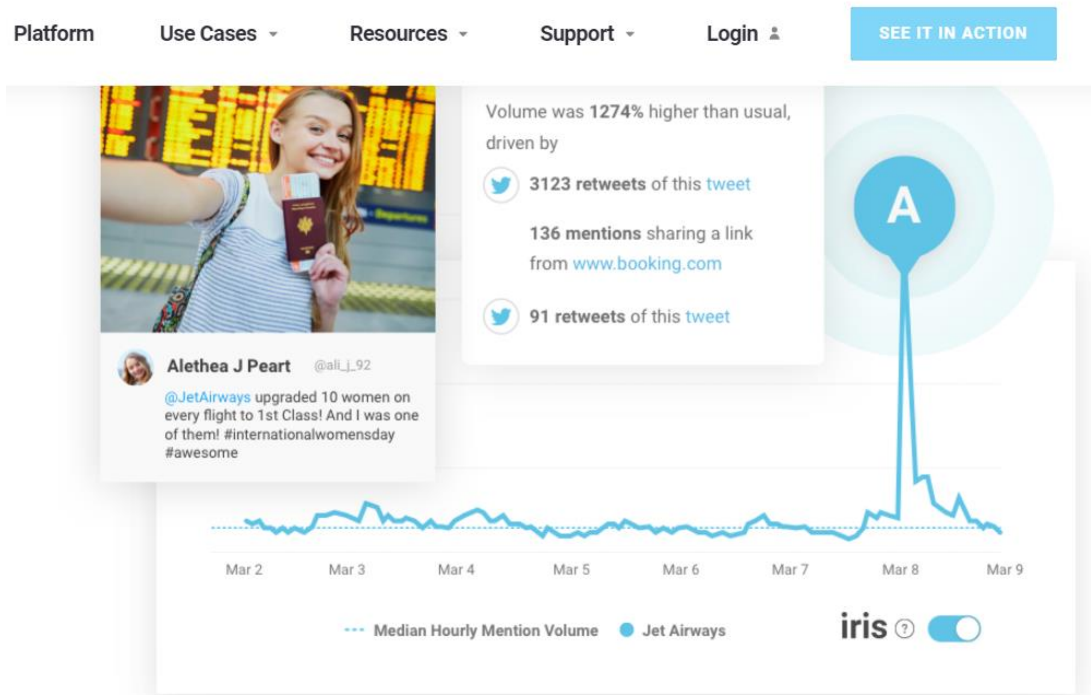 Platform
Use Cases
Resources
Support
Login
SEE IT IN ACTION
Volume was 1274% higher than usual,
driven by
3123 retweets of this tweet
136 mentions sharing a link
from www.booking.com
91 retweets of this tweet
A
Departures
Alethea J Peart @ali_j_92
@JetAirways upgraded 10 women on
every flight to 1st Class! And I was one
of them! #internationalwomensday
#awesome
Mar 2 Mar 3 Mar 4 Mar 5 Mar 6 Mar 7 Mar 8 Mar 9
Median Hourly Mention Volume Jet Airways
iris ?